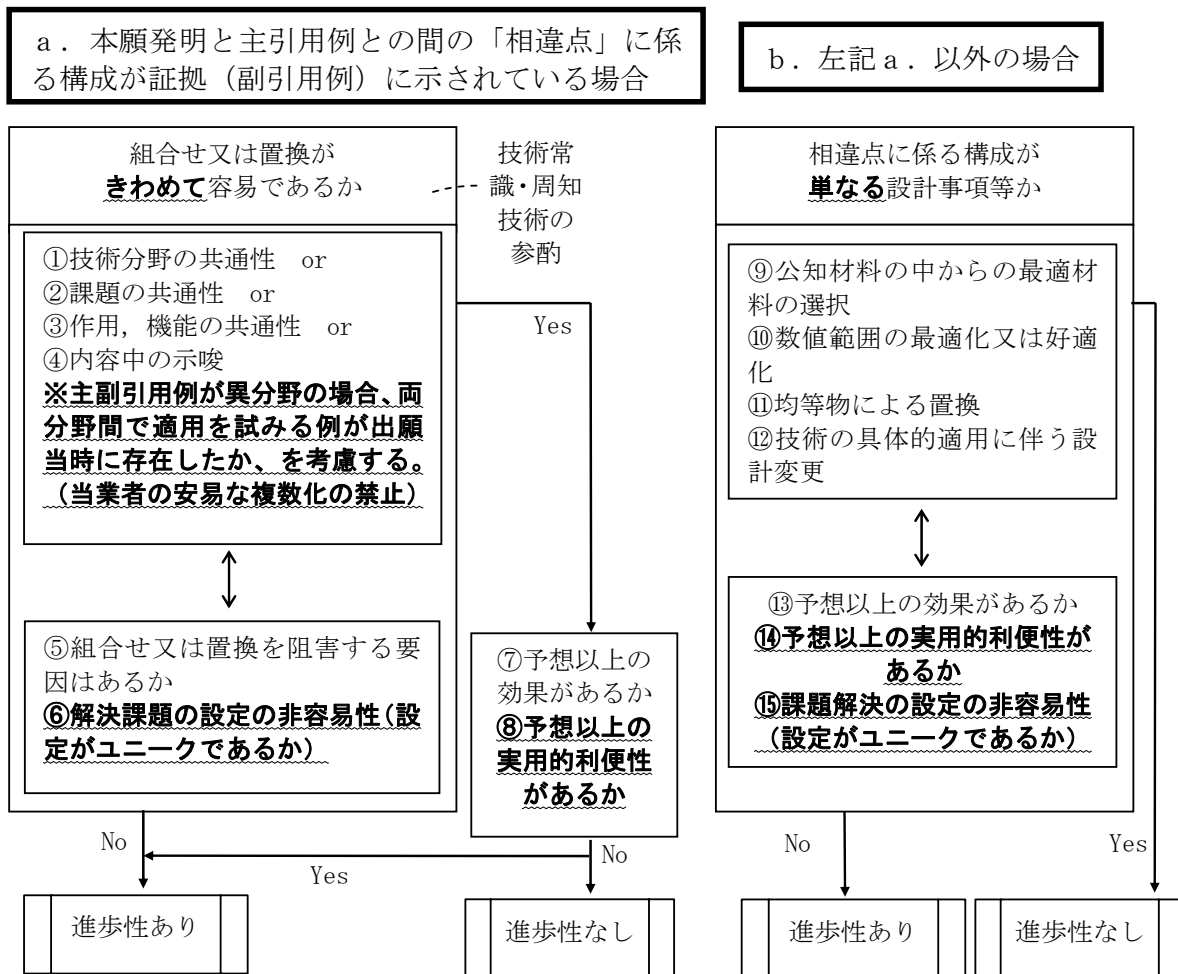 a．本願発明と主引用例との間の「相違点」に係
る構成が証拠（副引用例）に示されている場合
b．左記a．以外の場合
組合せ又は置換が
きわめて容易であるか
技術常
識・周知
技術の
参酌
①技術分野の共通性　or
②課題の共通性　or
③作用，機能の共通性　or
④内容中の示唆
※主副引用例が異分野の場合、両
分野間で適用を試みる例が出願
当時に存在したか、を考慮する。
（当業者の安易な複数化の禁止）
⑤組合せ又は置換を阻害する要
因はあるか
⑥解決課題の設定の非容易性（設
定がユニークであるか）
Yes
⑦予想以上の
効果があるか
⑧予想以上の
実用的利便性
があるか
No
Yes
No
進歩性あり
進歩性なし
相違点に係る構成が
単なる設計事項等か
⑨公知材料の中からの最適材
料の選択
⑩数値範囲の最適化又は好適
化
⑪均等物による置換
⑫技術の具体的適用に伴う設
計変更
⑬予想以上の効果があるか
⑭予想以上の実用的利便性が
あるか
⑮課題解決の設定の非容易性
（設定がユニークであるか）
No
Yes
進歩性あり
進歩性なし